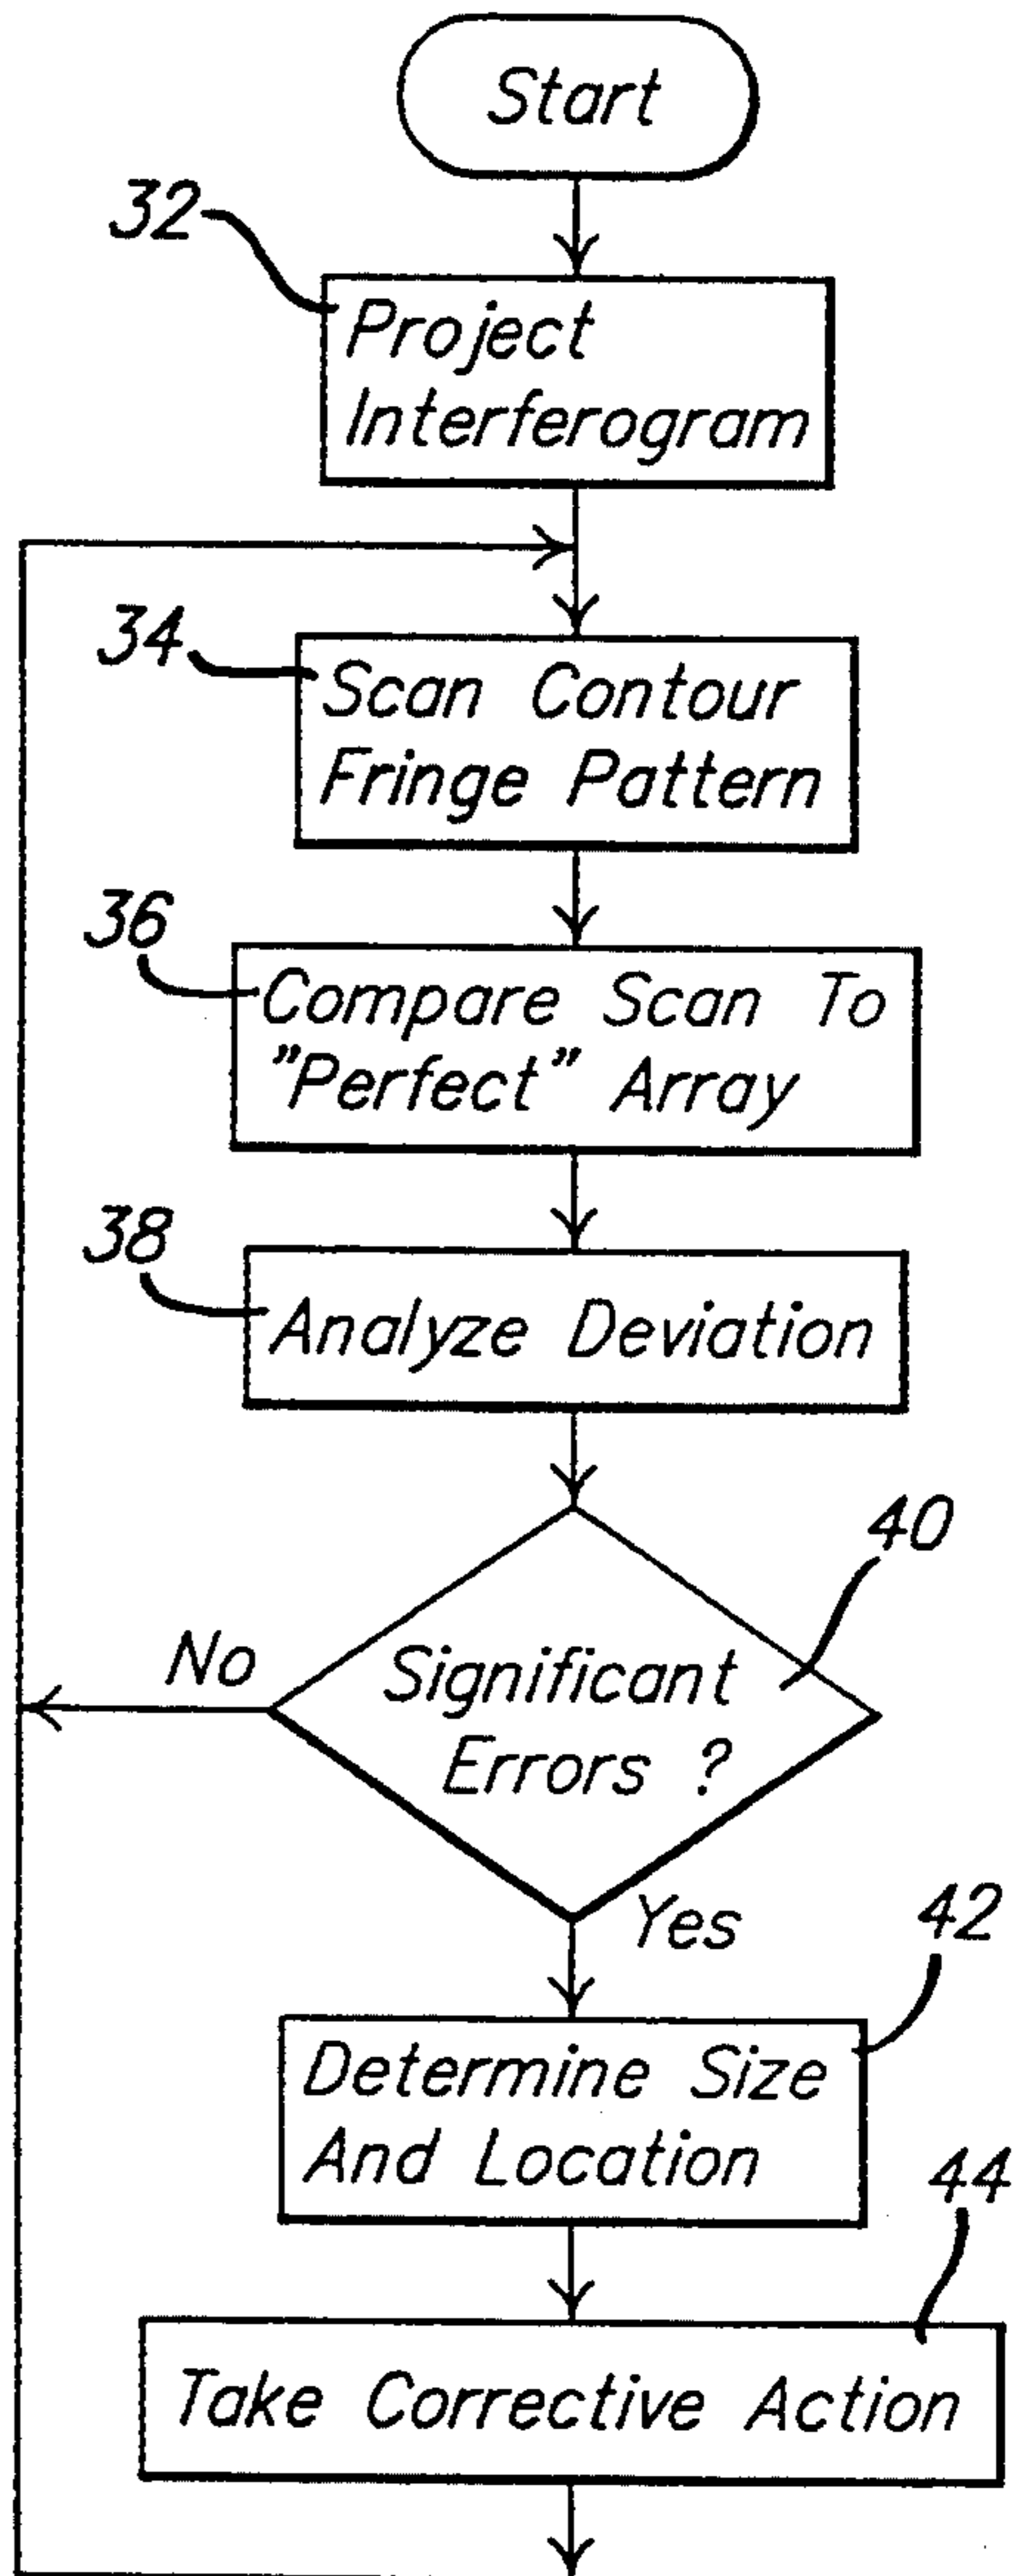 Start
32
Project
Interferogram
34
Scan Contour
Fringe Pattern
36
Compare Scan To
"Perfect" Array
38
Analyze Deviation
40
No
Significant
Errors ?
Yes
42
Determine Size
And Location
44
Take Corrective Action